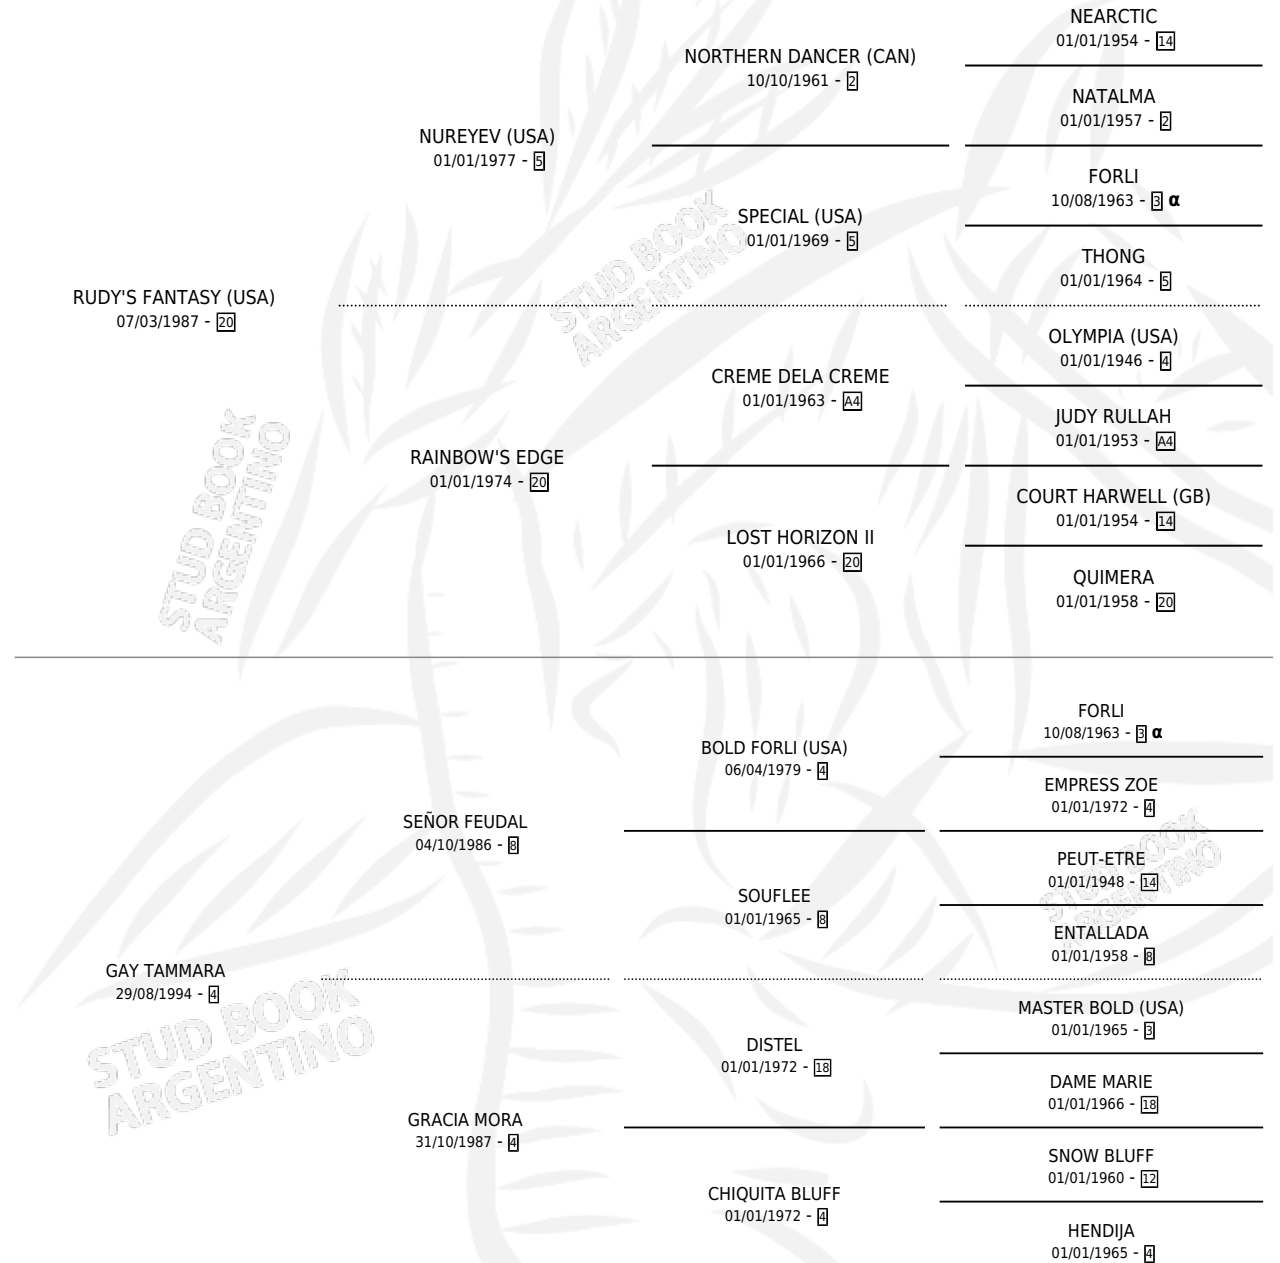 NEARCTIC
01/01/1954 - 14
NORTHERN DANCER (CAN)
10/10/1961 - 2
NATALMA
01/01/1957 - 2
NUREYEV (USA)
01/01/1977 - 5
FORLI
10/08/1963 - 3 α
SPECIAL (USA)
01/01/1969 - 5
THONG
01/01/1964 - 5
RUDY'S FANTASY (USA)
07/03/1987 - 20
OLYMPIA (USA)
01/01/1946 - 4
CREME DELA CREME
01/01/1963 - A4
JUDY RULLAH
01/01/1953 - A4
RAINBOW'S EDGE
01/01/1974 - 20
COURT HARWELL (GB)
01/01/1954 - 14
LOST HORIZON II
01/01/1966 - 20
QUIMERA
01/01/1958 - 20
FORLI
10/08/1963 - 3 α
BOLD FORLI (USA)
06/04/1979 - 4
EMPRESS ZOE
01/01/1972 - 4
SEÑOR FEUDAL
04/10/1986 - 8
PEUT-ETRE
01/01/1948 - 14
SOUFLEE
01/01/1965 - 8
ENTALLADA
01/01/1958 - 8
GAY TAMMARA
29/08/1994 - 4
MASTER BOLD (USA)
01/01/1965 - 3
DISTEL
01/01/1972 - 18
DAME MARIE
01/01/1966 - 18
GRACIA MORA
31/10/1987 - 4
SNOW BLUFF
01/01/1960 - 12
CHIQUITA BLUFF
01/01/1972 - 4
HENDIJA
01/01/1965 - 4
STUD BOOK
ARGENTINO
STUD BOOK
ARGENTINO
STUD BOOK
ARGENTINO
STUD BOOK
ARGENTINO